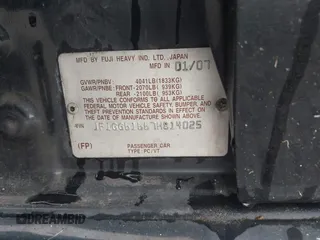 MFD BY FUJI HEAVY IND. LTD., JAPAN
MFD IN 01/07
GVWR/PNBV : 4041LB(1833KG)
GAWR/PNBE: FRONT-2070LB( 939KG)
REAR -2100LB( 953KG)
THIS VEHICLE CONFORMS TO ALL APPLICABLE
FEDERAL MOTOR VEHICLE SAFETY, BUMPER, AND
THEFT PREVENTION STANDARDS IN EFFECT ON
THE DATE OF MANUFACTURE SHOWN ABOVE.
(FP)
PASSENGER CAR
TYPE PC/VT
DREAMBID